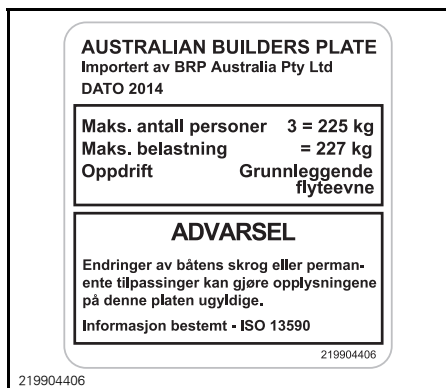 AUSTRALIAN BUILDERS PLATE
Importert av BRP Australia Pty Ltd
DATO 2014
Maks. antall personer 3 = 225 kg
Maks. belastning = 227 kg
Oppdrift Grunnleggende
flyteevne
ADVARSEL
Endringer av båtens skrog eller perman-
ente tilpassinger kan gjøre opplysningene
på denne platen ugyldige.
Informasjon bestemt - ISO 13590
219904406
219904406